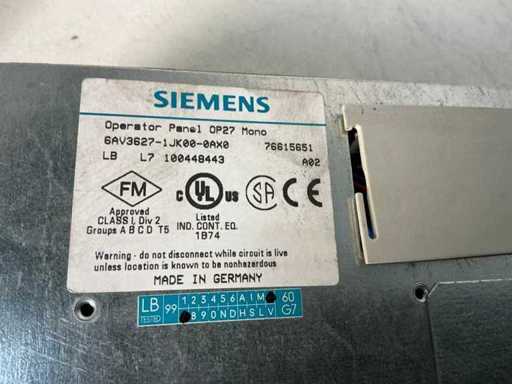 SIEMENS
Operator Panel OP27 Mono
6AV3627-1JK00-0AX0 76615651
LB L7 100448443 A02
FM
Approved
CLASS I, Div 2
Groups A B C D T5
C UL US
Listed
IND. CONT. EQ.
1B74
SA
CE
Warning - do not disconnect while circuit is live
unless location is known to be nonhazardous
MADE IN GERMANY
LB 99 1 2 3 4 5 6 A J M 60
TESTED 8 9 0 N D H S L V G7